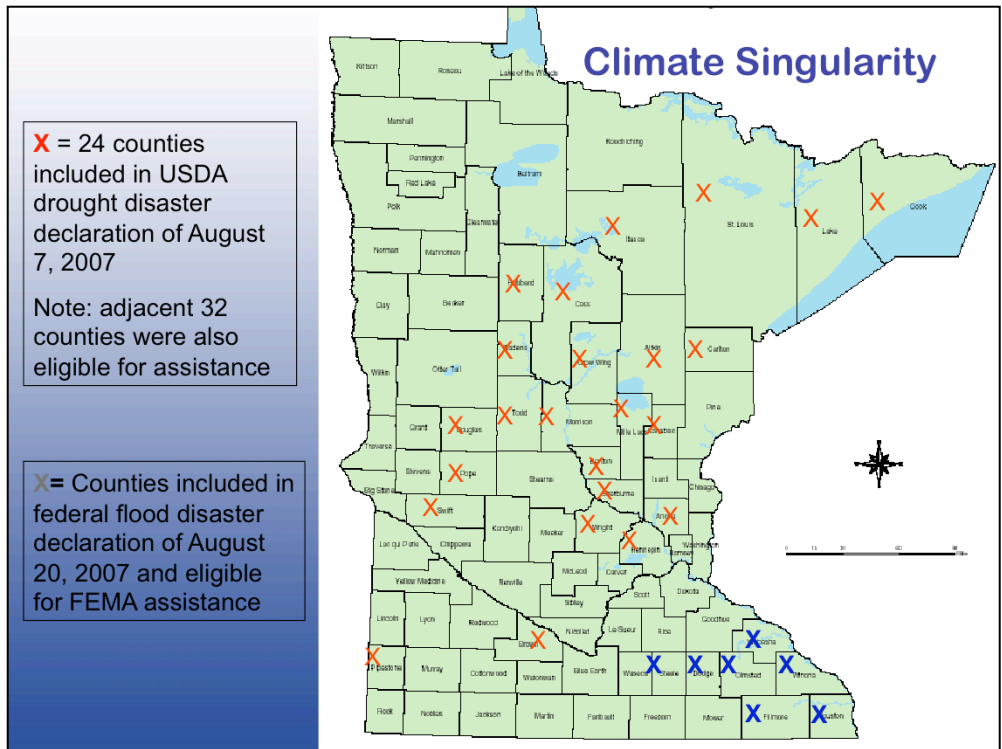 Climate Singularity
X = 24 counties
included in USDA
drought disaster
declaration of August
7, 2007
Note: adjacent 32
counties were also
eligible for assistance
X= Counties included in
federal flood disaster
declaration of August
20, 2007 and eligible
for FEMA assistance
Kittson
Roseau
Lake of the Woods
Marshall
Koochiching
Pennington
Red Lake
Beltrami
Polk
Clearwater
St. Louis
Lake
Cook
Itasca
Norman
Mahnomen
Hubbard
Cass
Clay
Becker
Wadena
Crow Wing
Aitkin
Carlton
Wilkin
Otter Tail
Pine
Grant
Douglas
Todd
Morrison
Mille Lacs
Kanabec
Traverse
Stevens
Pope
Stearns
Benton
Isanti
Chisago
Big Stone
Sherburne
Swift
Kandiyohi
Meeker
Wright
Anoka
Lac qui Parle
Chippewa
Hennepin
Ramsey
Washington
McLeod
Carver
Yellow Medicine
Renville
Scott
Dakota
Sibley
Lincoln
Lyon
Redwood
Nicollet
Le Sueur
Rice
Goodhue
Wabasha
Brown
Pipestone
Murray
Cottonwood
Watonwan
Blue Earth
Waseca
Steele
Dodge
Olmsted
Winona
Rock
Nobles
Jackson
Martin
Faribault
Freeborn
Mower
Fillmore
Houston